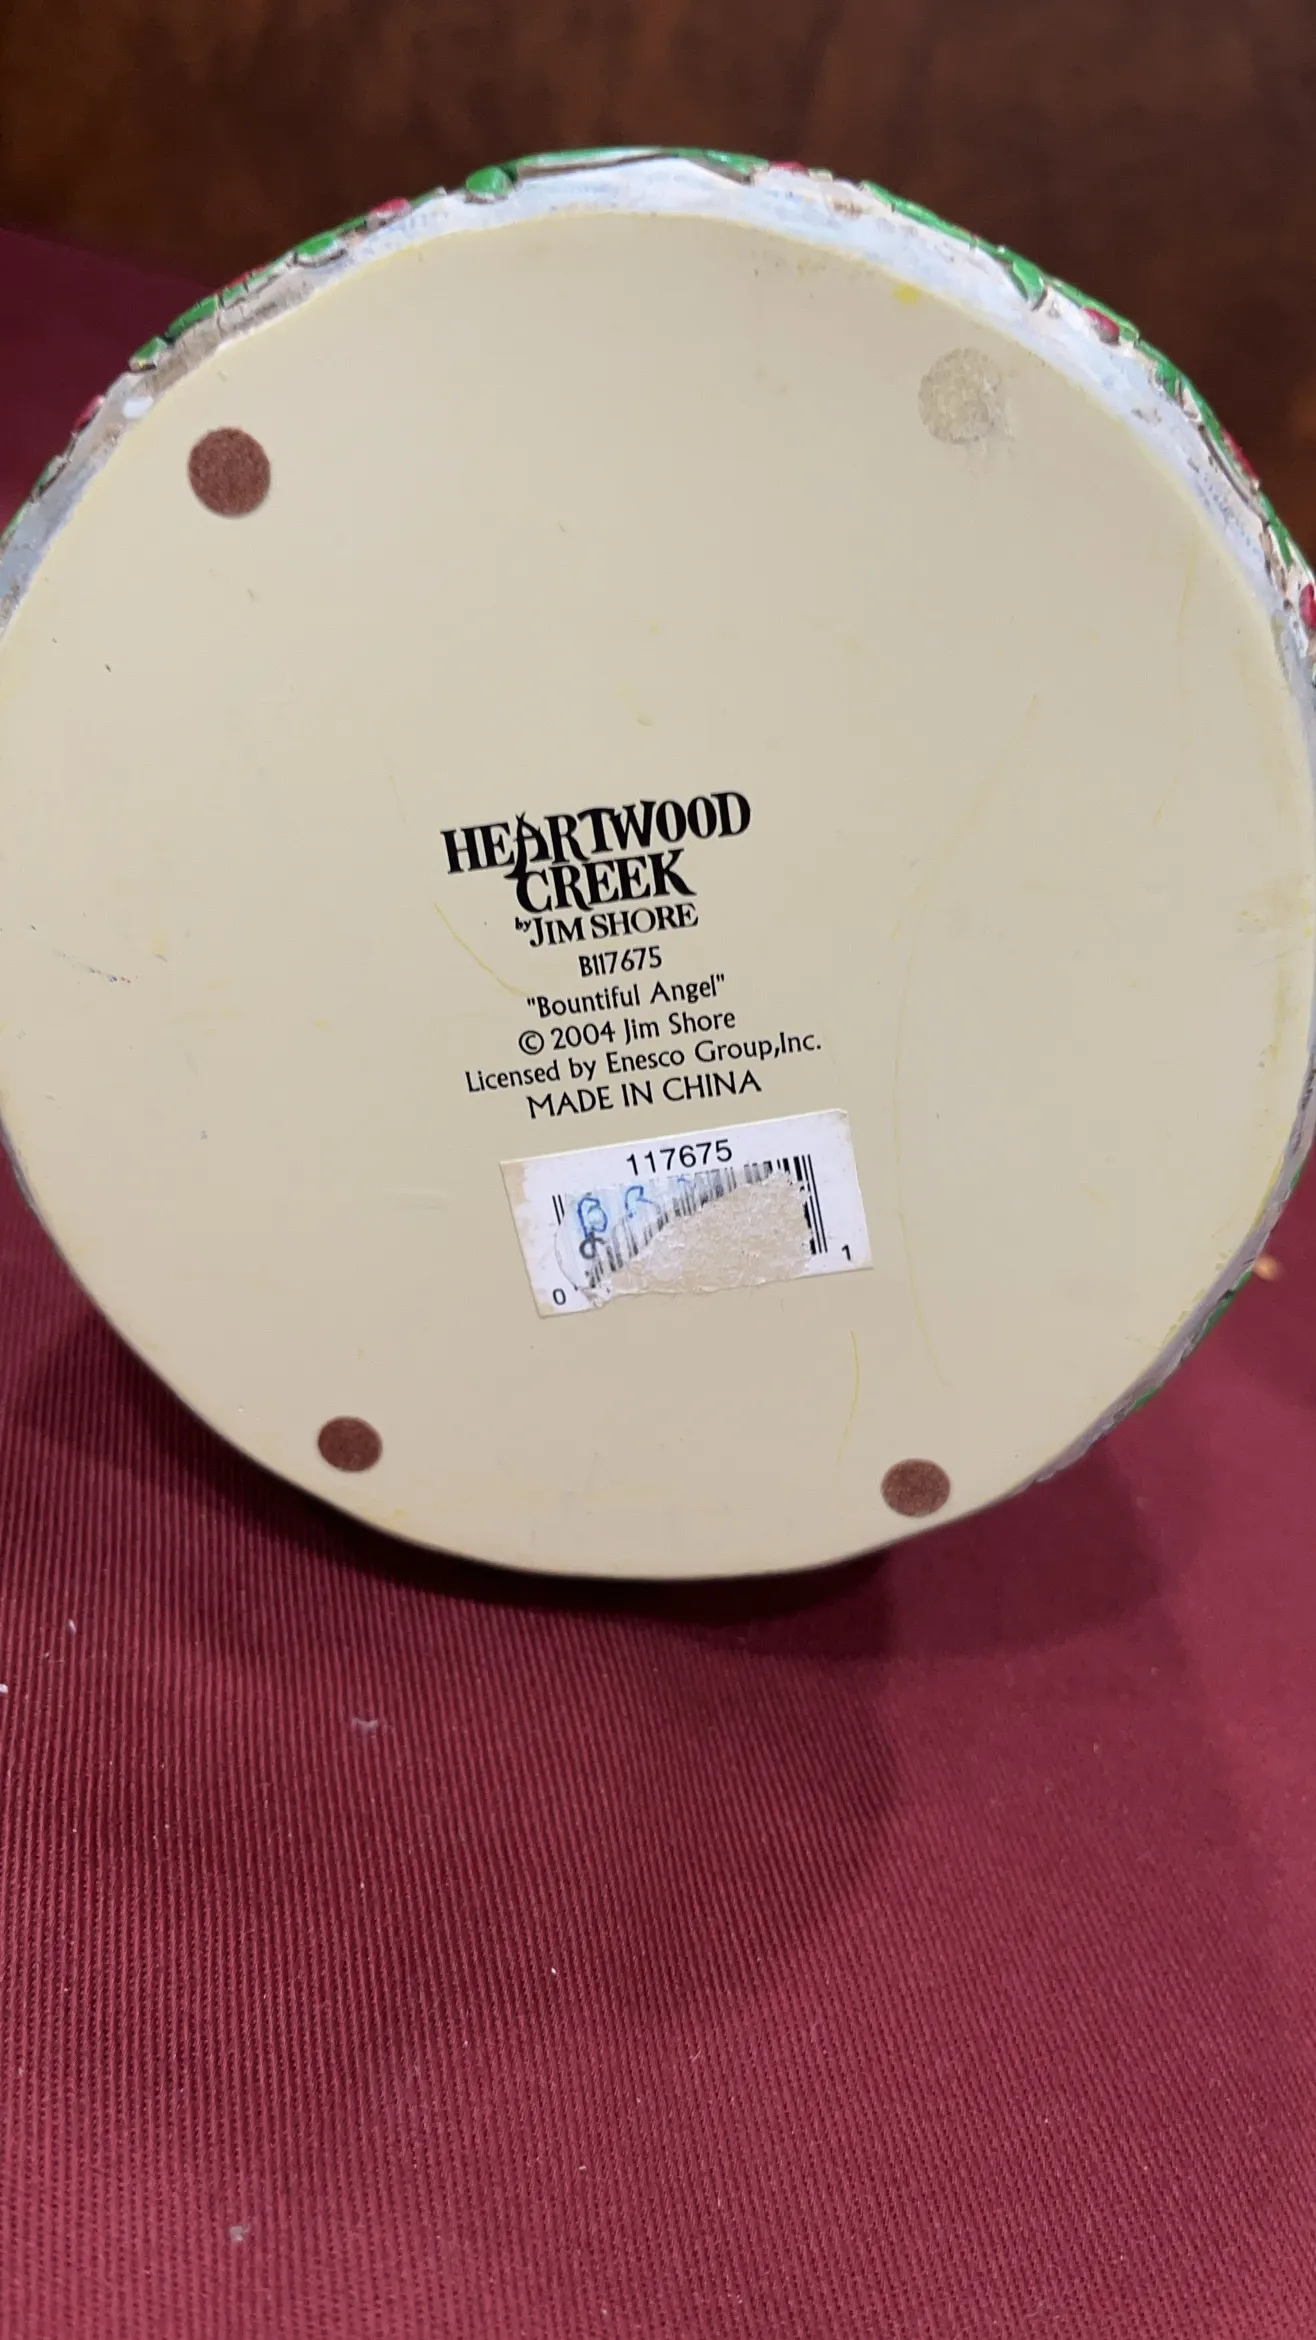 HEARTWOOD
CREEK
by JIM SHORE
B117675
"Bountiful Angel"
© 2004 Jim Shore
Licensed by Enesco Group,Inc.
MADE IN CHINA
117675
0 1